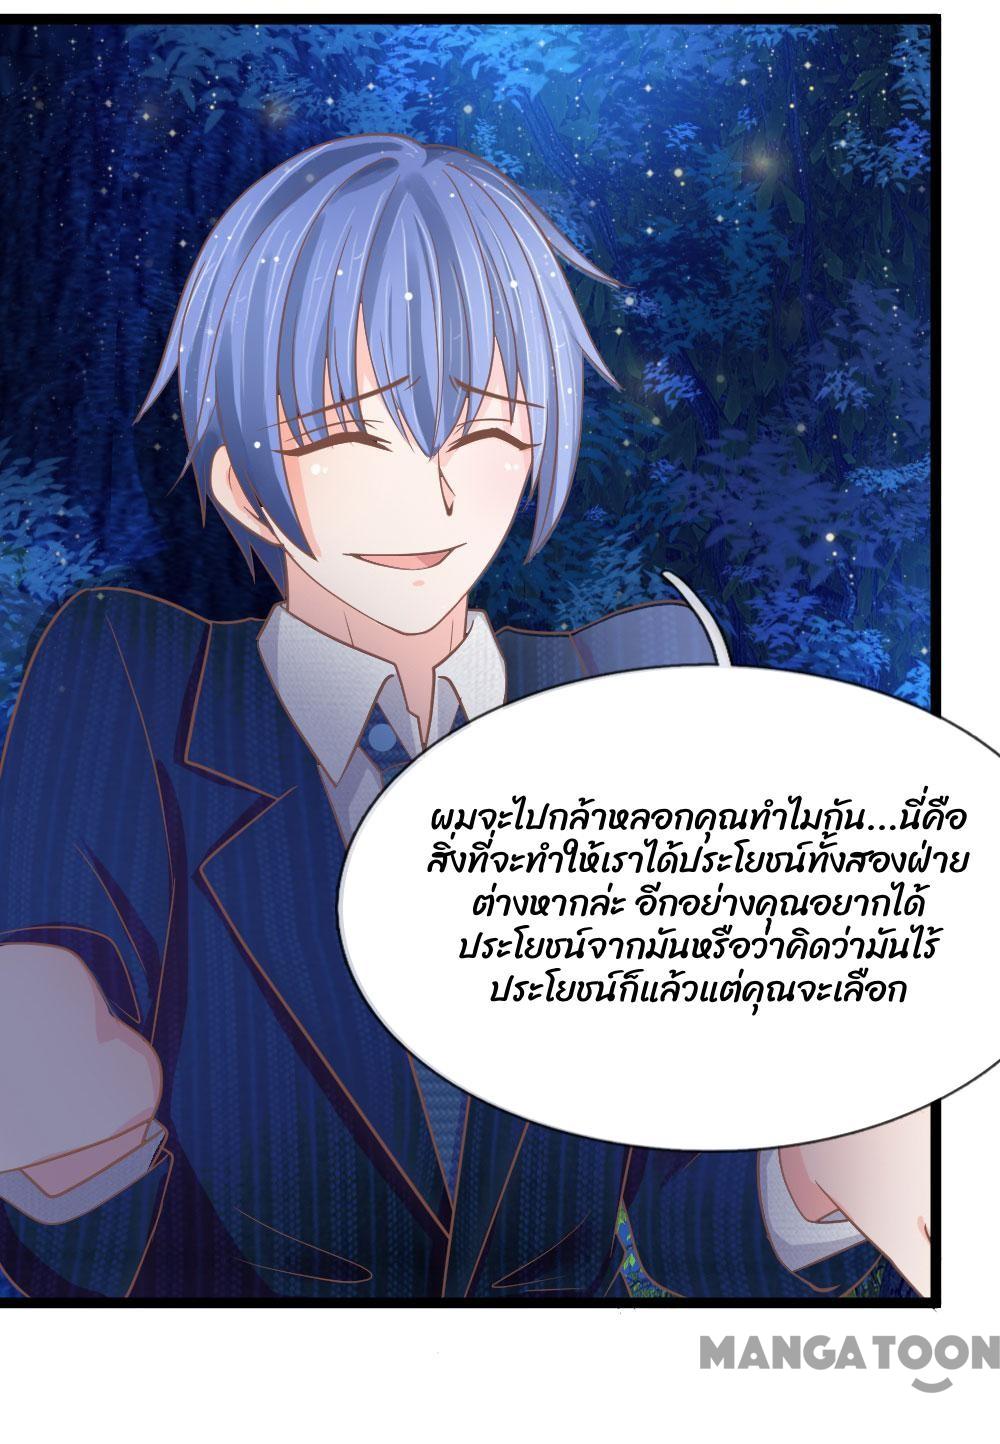 ผมจะไปกล้าหลอกคุณทำไมกัน...นี่คือ
สิ่งที่จะทำให้เราได้ประโยชน์ทั้งสองฝ่าย
ต่างหากล่ะ อีกอย่างคุณอยากได้
ประโยชน์จากมันหรือว่าคิดว่ามันไร้
ประโยชน์ก็แล้วแต่คุณจะเลือก
MANGATOON